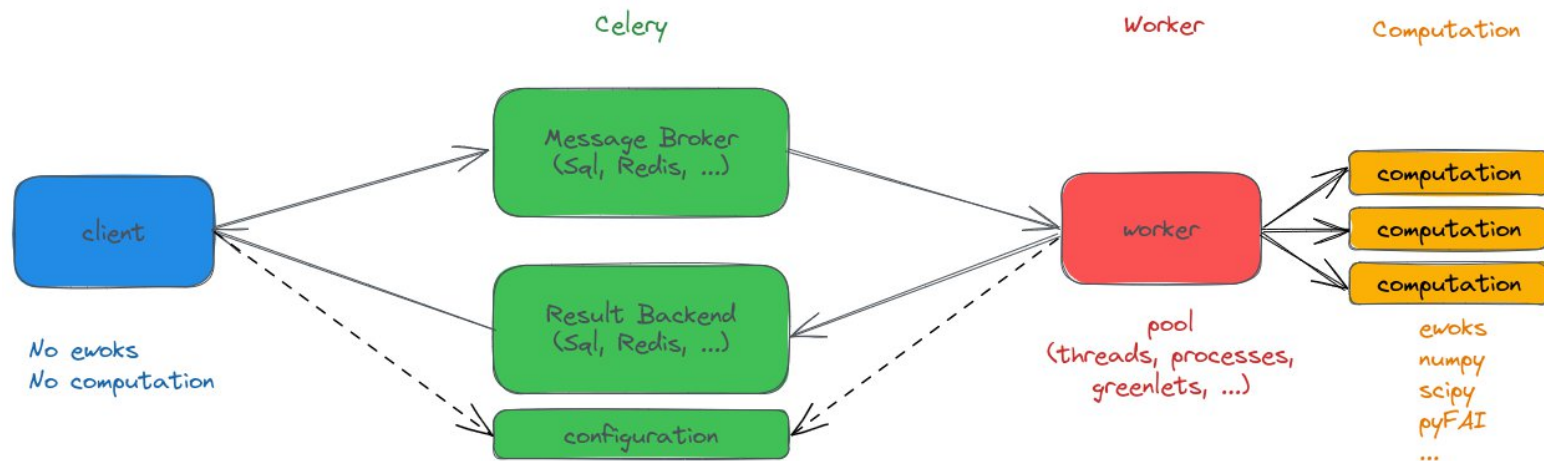 Celery
Worker
Computation
Message Broker
(Sql, Redis, ...)
client
worker
computation
computation
computation
Result Backend
(Sql, Redis, ...)
No ewoks
No computation
pool
(threads, processes,
greenlets, ...)
ewoks
numpy
scipy
pyFAI
...
configuration